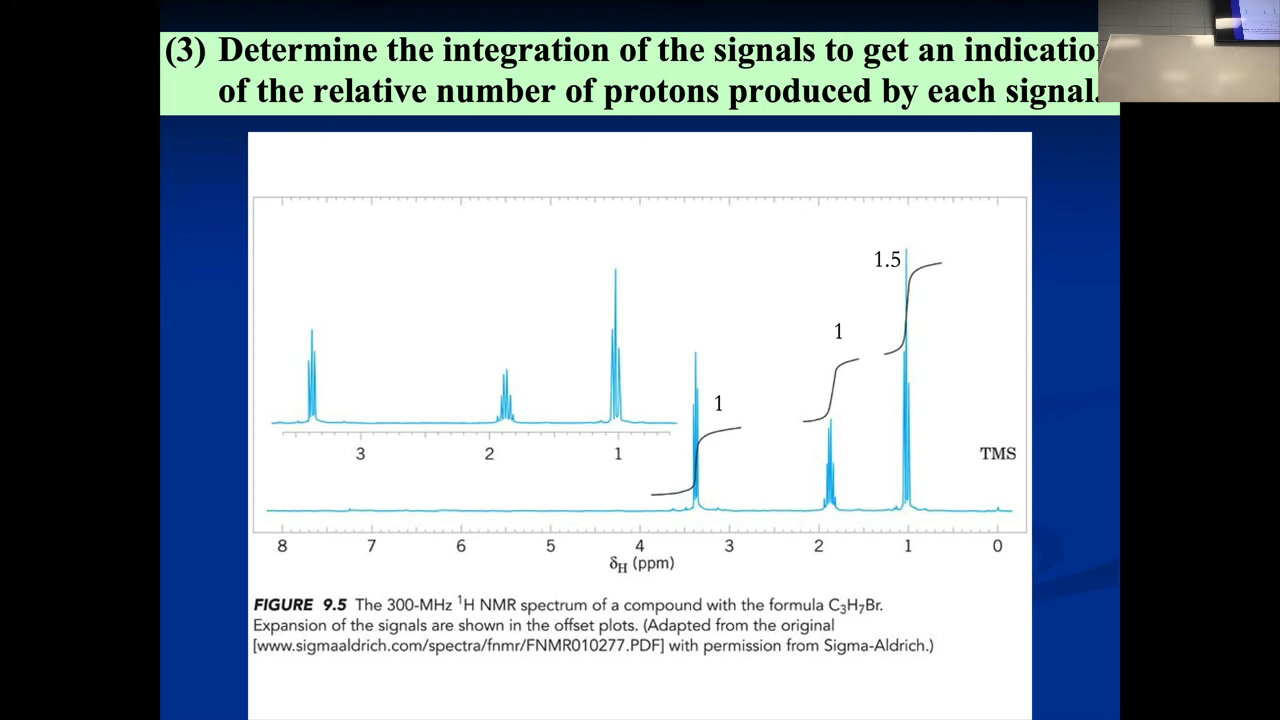 (3) Determine the integration of the signals to get an indication
of the relative number of protons produced by each signal.
1.5
1
1
3 2 1
TMS
8 7 6 5 4 3 2 1 0
δH (ppm)
FIGURE 9.5 The 300-MHz ¹H NMR spectrum of a compound with the formula C₃H₇Br.
Expansion of the signals are shown in the offset plots. (Adapted from the original
[www.sigmaaldrich.com/spectra/fnmr/FNMR010277.PDF] with permission from Sigma-Aldrich.)